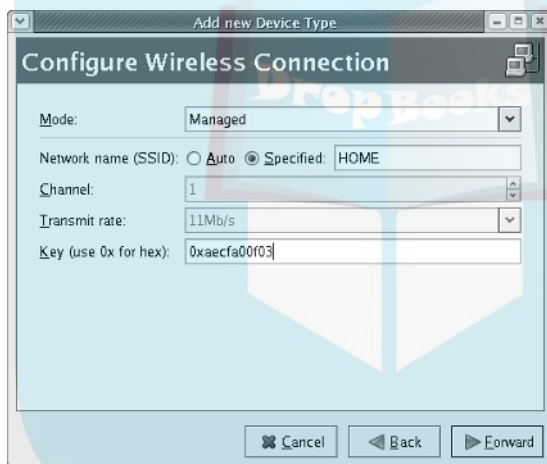 Add new Device Type
Configure Wireless Connection
DropBooks
Mode: Managed
Network name (SSID): Auto Specified: HOME
Channel: 1
Transmit rate: 11Mb/s
Key (use 0x for hex): 0xaecfa00f03
Cancel Back Forward